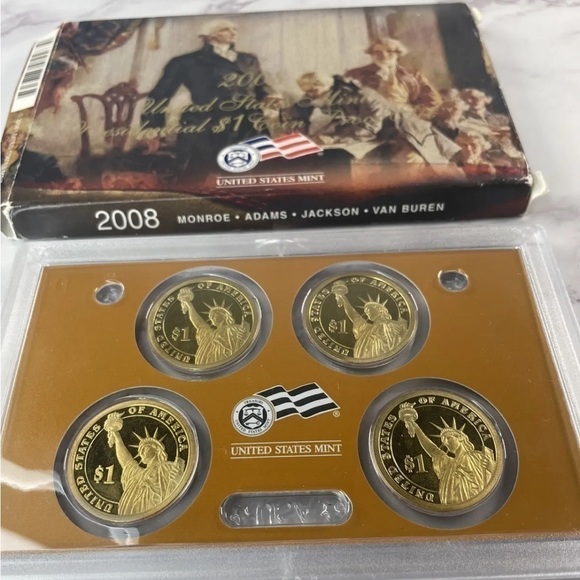 United States Mint
Presidential $1 Coin
UNITED STATES MINT
2008 MONROE • ADAMS • JACKSON • VAN BUREN
UNITED STATES OF AMERICA
$1
UNITED STATES OF AMERICA
$1
UNITED STATES MINT
UNITED STATES OF AMERICA
$1
UNITED STATES OF AMERICA
$1